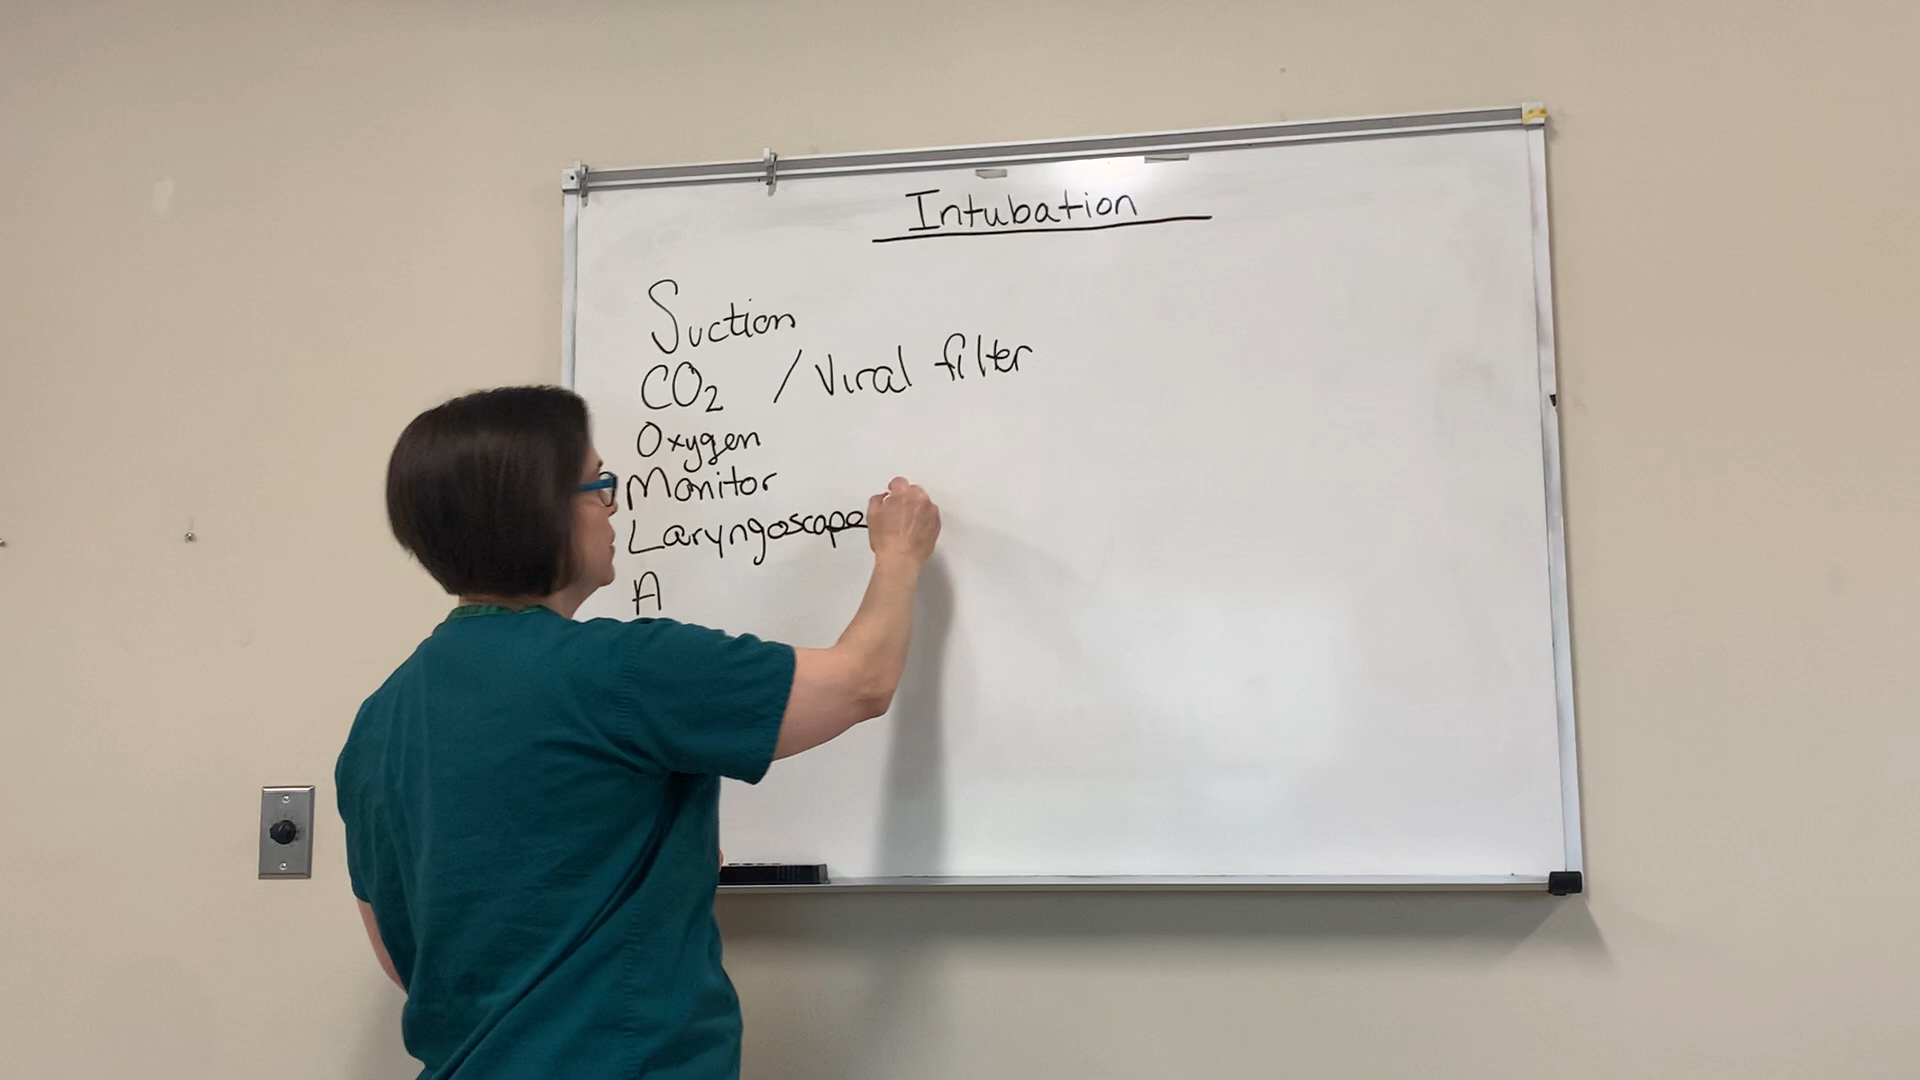 Intubation
Suction
CO₂ / Viral filter
Oxygen
Monitor
Laryngoscope
A